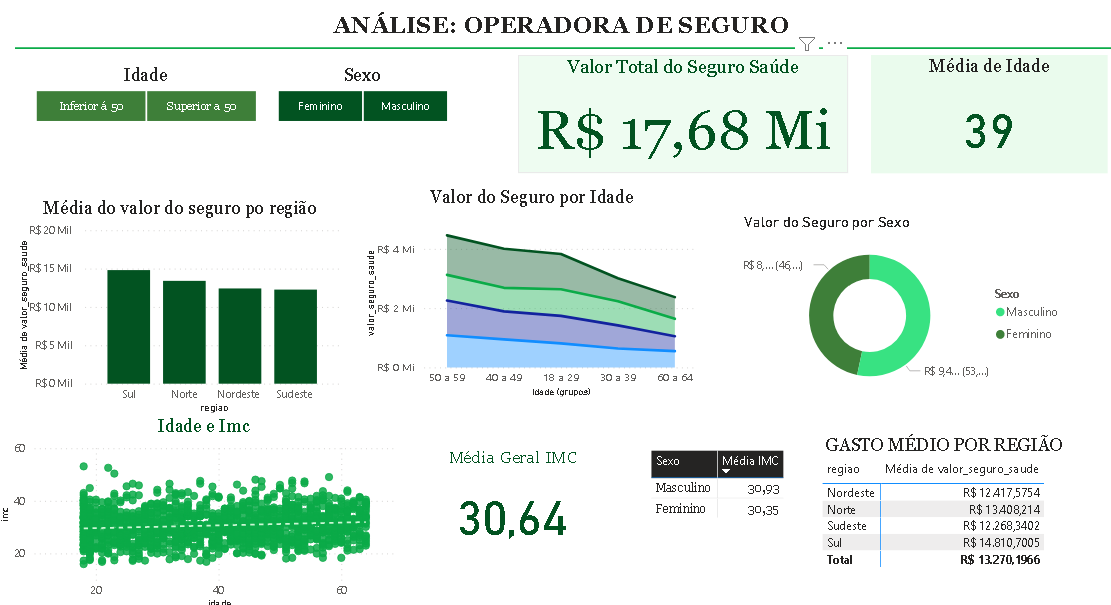 ANÁLISE: OPERADORA DE SEGURO
Idade
Inferior á 50
Superior a 50
Sexo
Feminino
Masculino
Valor Total do Seguro Saúde
R$ 17,68 Mi
Média de Idade
39
Média do valor do seguro po região
Média de valor_seguro_saude
R$ 20 Mil
R$ 15 Mil
R$ 10 Mil
R$ 5 Mil
R$ 0 Mil
Sul
Norte
Nordeste
Sudeste
regiao
Valor do Seguro por Idade
valor_seguro_saude
R$ 4 Mi
R$ 2 Mi
R$ 0 Mi
50 a 59
40 a 49
18 a 29
30 a 39
60 a 64
Idade (grupos)
Valor do Seguro por Sexo
R$ 8,... (46,...)
R$ 9,4... (53,...)
Sexo
Masculino
Feminino
Idade e Imc
imc
60
40
20
20
40
60
idade
Média Geral IMC
30,64
Sexo Média IMC
Masculino 30,93
Feminino 30,35
GASTO MÉDIO POR REGIÃO
regiao Média de valor_seguro_saude
Nordeste R$ 12.417,5754
Norte R$ 13.408,214
Sudeste R$ 12.268,3402
Sul R$ 14.810,7005
Total R$ 13.270,1966